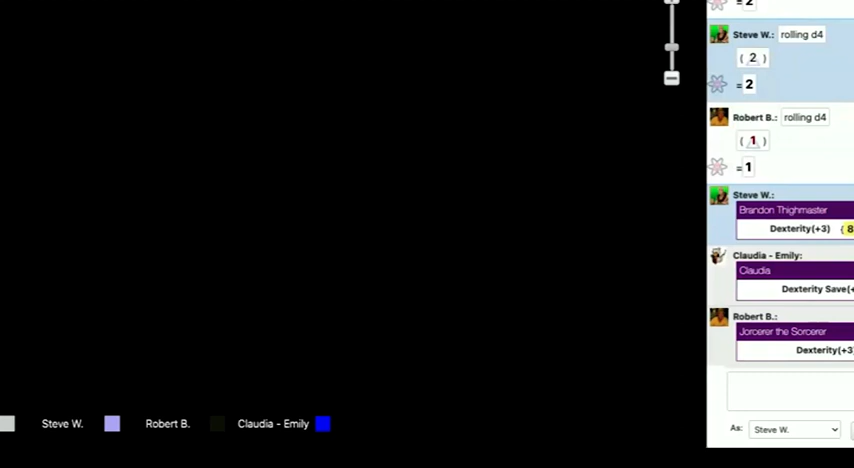 = 2
Steve W.: rolling d4
( 2 )
= 2
Robert B.: rolling d4
( 1 )
= 1
Steve W.:
Brandon Thighmaster
Dexterity(+3) ( 8
Claudia - Emily:
Claudia
Dexterity Save(+
Robert B.:
Jorcerer the Sorcerer
Dexterity(+3
As: Steve W.
Steve W. Robert B. Claudia - Emily